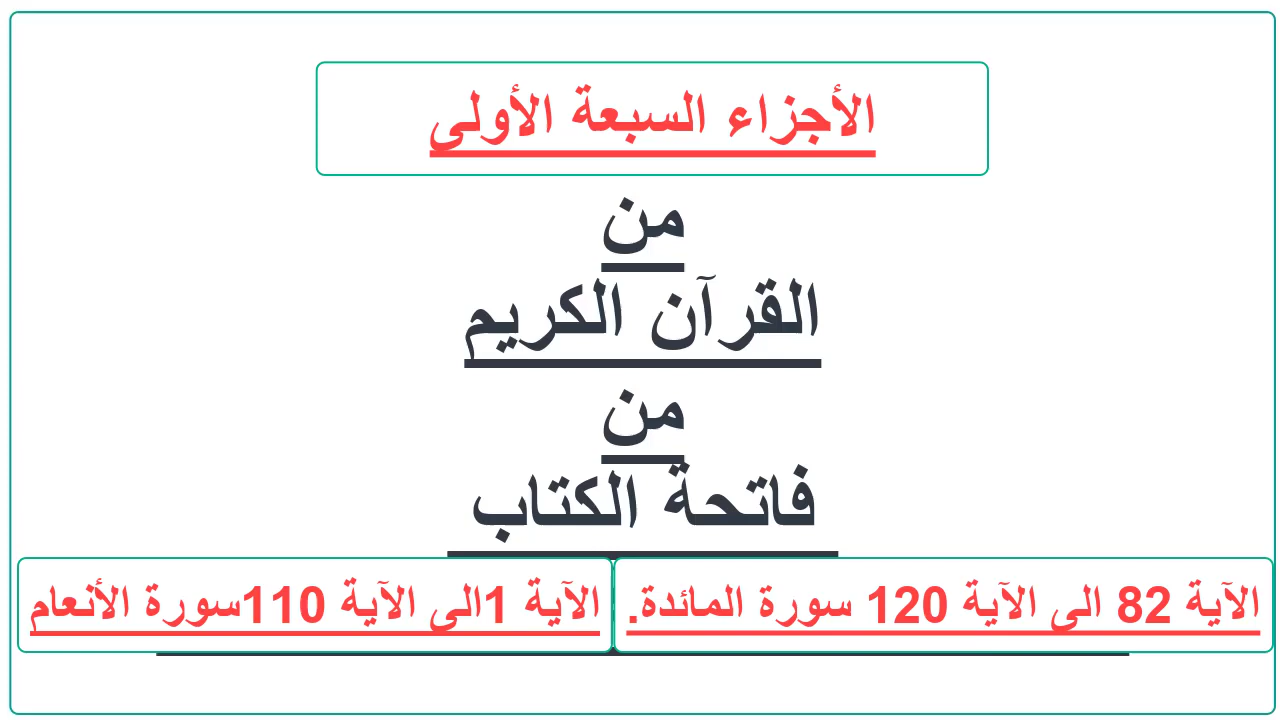 الأجزاء السبعة الأولى
من
القرآن الكريم
من
فاتحة الكتاب
الآية 82 الى الآية 120 سورة المائدة.
الآية 1الى الآية 110سورة الأنعام